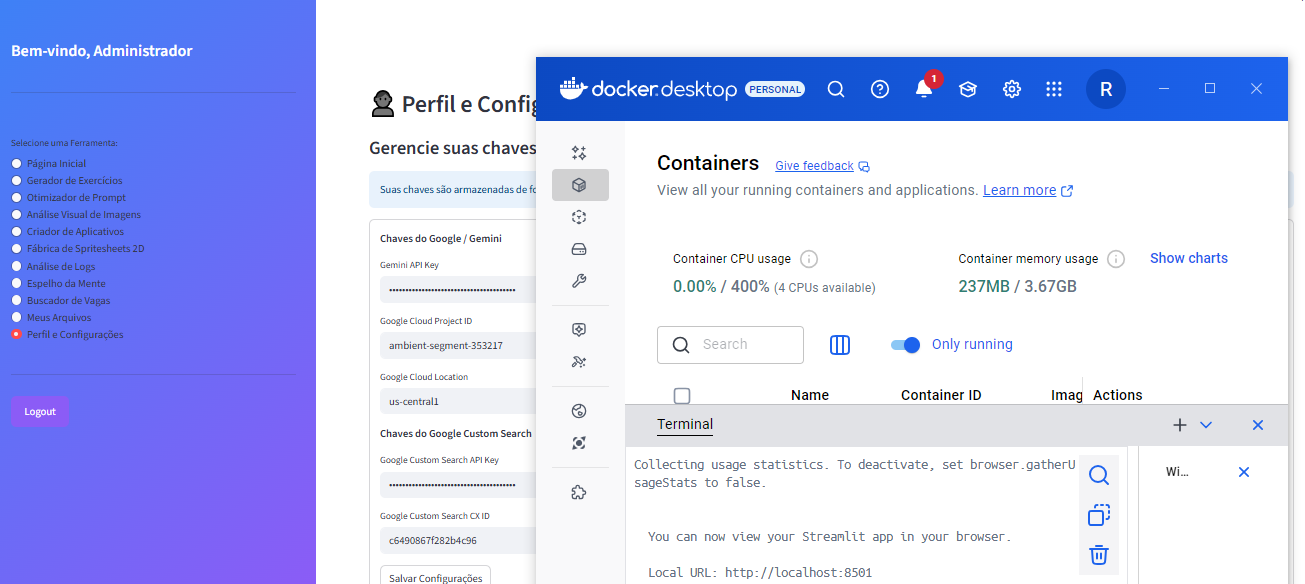 Bem-vindo, Administrador
Selecione uma Ferramenta:
Página Inicial
Gerador de Exercícios
Otimizador de Prompt
Análise Visual de Imagens
Criador de Aplicativos
Fábrica de Spritesheets 2D
Análise de Logs
Espelho da Mente
Buscador de Vagas
Meus Arquivos
Perfil e Configurações
Logout
Perfil e Config
Gerencie suas chaves
Suas chaves são armazenadas de fo
Chaves do Google / Gemini
Gemini API Key
Google Cloud Project ID
ambient-segment-353217
Google Cloud Location
us-central1
Chaves do Google Custom Search
Google Custom Search API Key
Google Custom Search CX ID
c6490867f282b4c96
Salvar Configurações
docker.desktop PERSONAL 1 R
Containers Give feedback
View all your running containers and applications. Learn more
Container CPU usage
0.00% / 400% (4 CPUs available)
Container memory usage
237MB / 3.67GB
Show charts
Search
Only running
Name Container ID Imag Actions
Terminal
Collecting usage statistics. To deactivate, set browser.gatherU
sageStats to false.
You can now view your Streamlit app in your browser.
Local URL: http://localhost:8501
Wi...